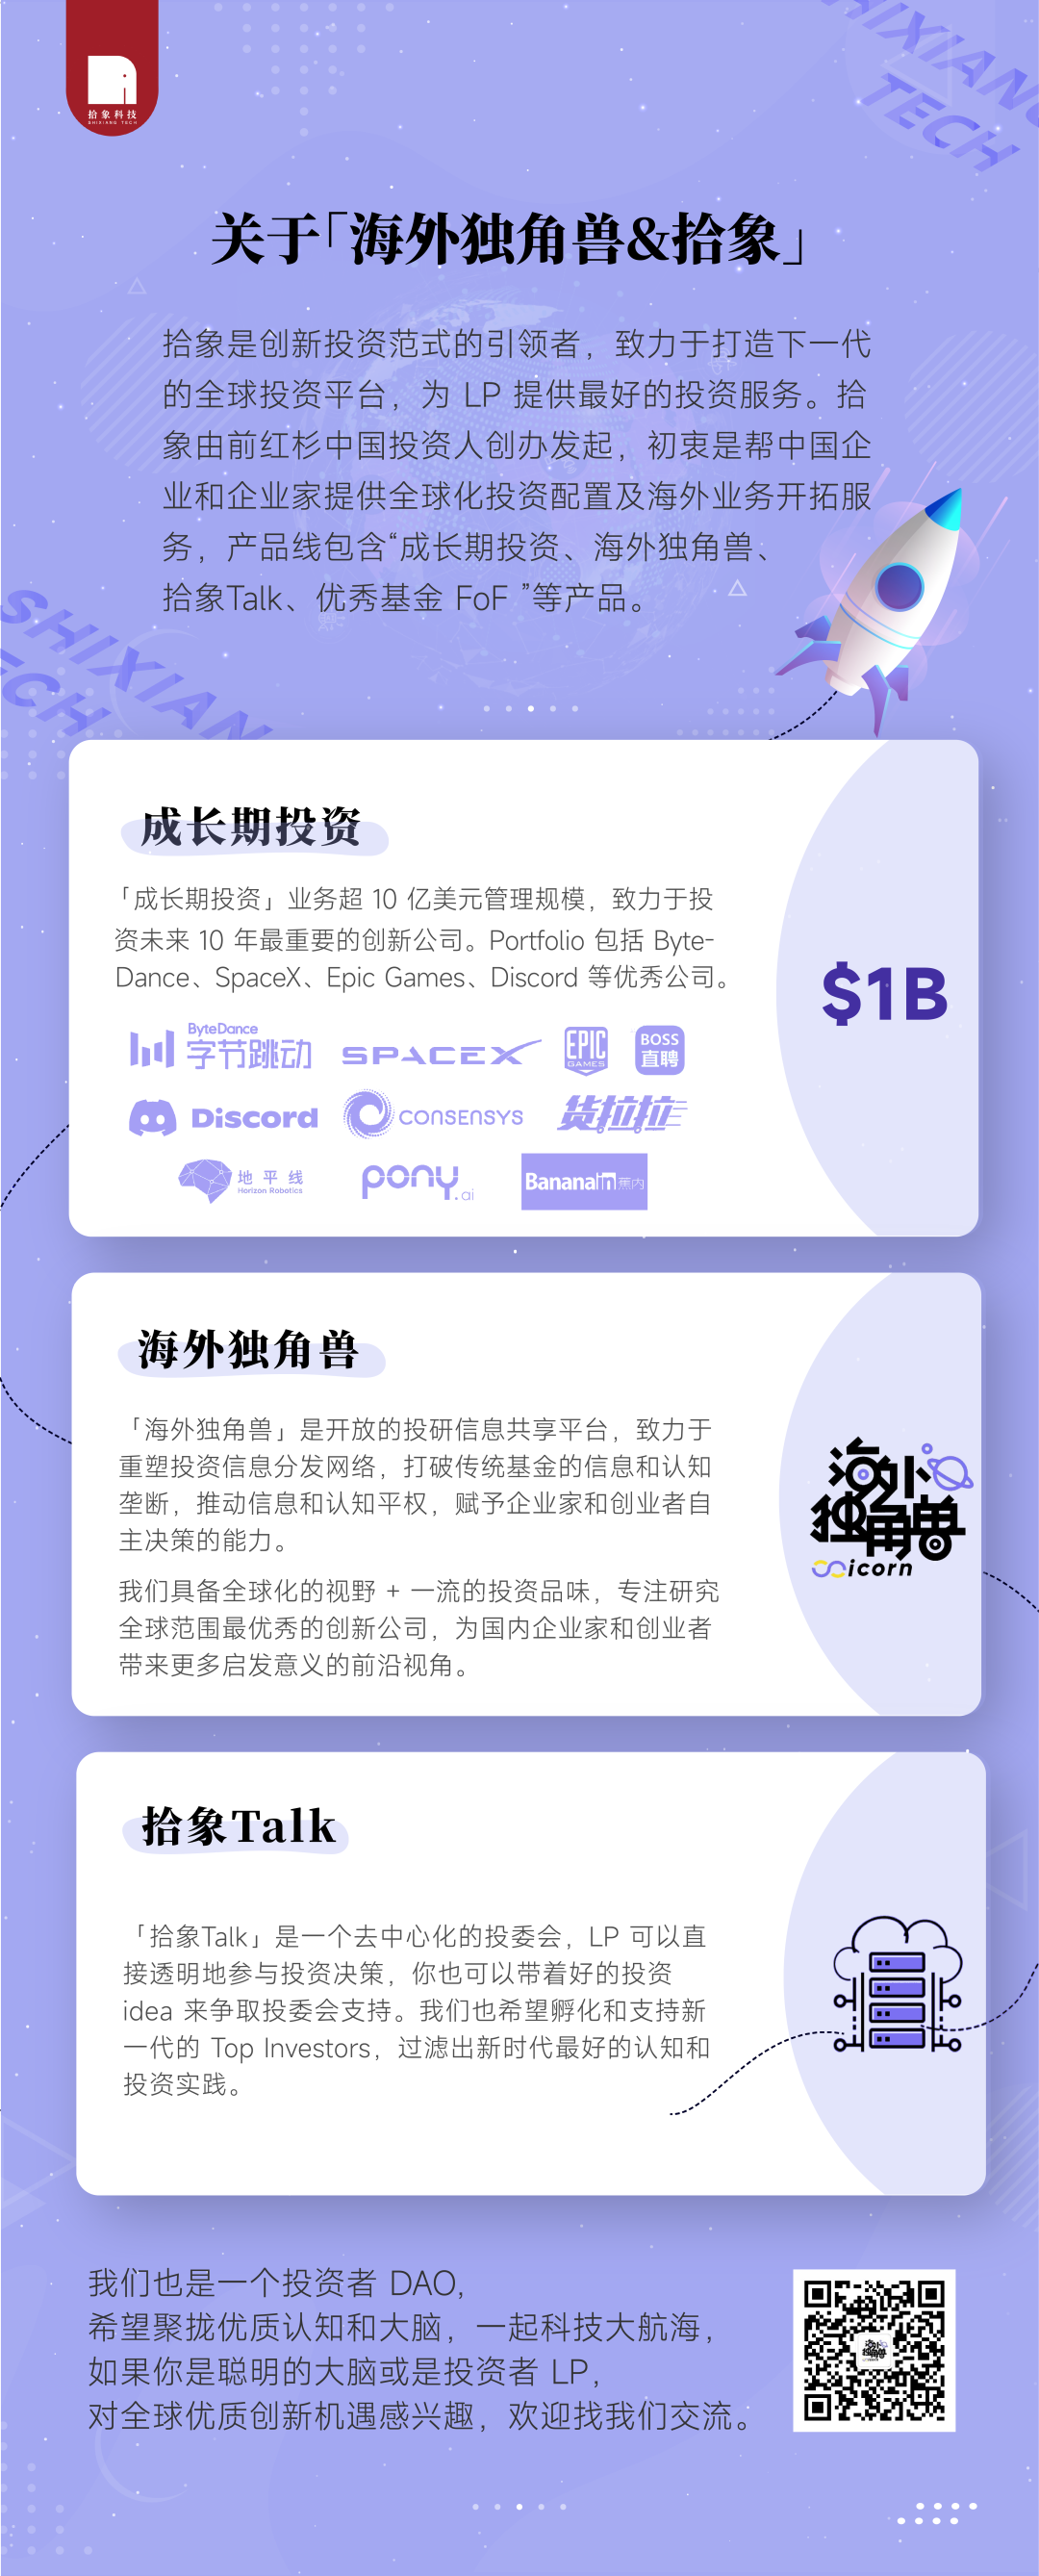 拾象科技
SHIXIANG TECH
SHIXIANG
TECH
关于「海外独角兽&拾象」
拾象是创新投资范式的引领者，致力于打造下一代
的全球投资平台，为 LP 提供最好的投资服务。拾
象由前红杉中国投资人创办发起，初衷是帮中国企
业和企业家提供全球化投资配置及海外业务开拓服
务，产品线包含“成长期投资、海外独角兽、
拾象Talk、优秀基金 FoF ”等产品。
SHIXIAN
ECH
成长期投资
「成长期投资」业务超 10 亿美元管理规模，致力于投
资未来 10 年最重要的创新公司。Portfolio 包括 Byte-
Dance、SpaceX、Epic Games、Discord 等优秀公司。
$1B
ByteDance
字节跳动
SPACEX
EPIC
GAMES
BOSS
直聘
Discord
CONSENSYS
货拉拉
地平线
Horizon Robotics
pony.ai
Bananain蕉内
海外独角兽
「海外独角兽」是开放的投研信息共享平台，致力于
重塑投资信息分发网络，打破传统基金的信息和认知
垄断，推动信息和认知平权，赋予企业家和创业者自
主决策的能力。
我们具备全球化的视野 + 一流的投资品味，专注研究
全球范围最优秀的创新公司，为国内企业家和创业者
带来更多启发意义的前沿视角。
海外
独角兽
icorn
拾象Talk
「拾象Talk」是一个去中心化的投委会，LP 可以直
接透明地参与投资决策，你也可以带着好的投资
idea 来争取投委会支持。我们也希望孵化和支持新
一代的 Top Investors，过滤出新时代最好的认知和
投资实践。
我们也是一个投资者 DAO,
希望聚拢优质认知和大脑，一起科技大航海，
如果你是聪明的大脑或是投资者 LP，
对全球优质创新机遇感兴趣，欢迎找我们交流。